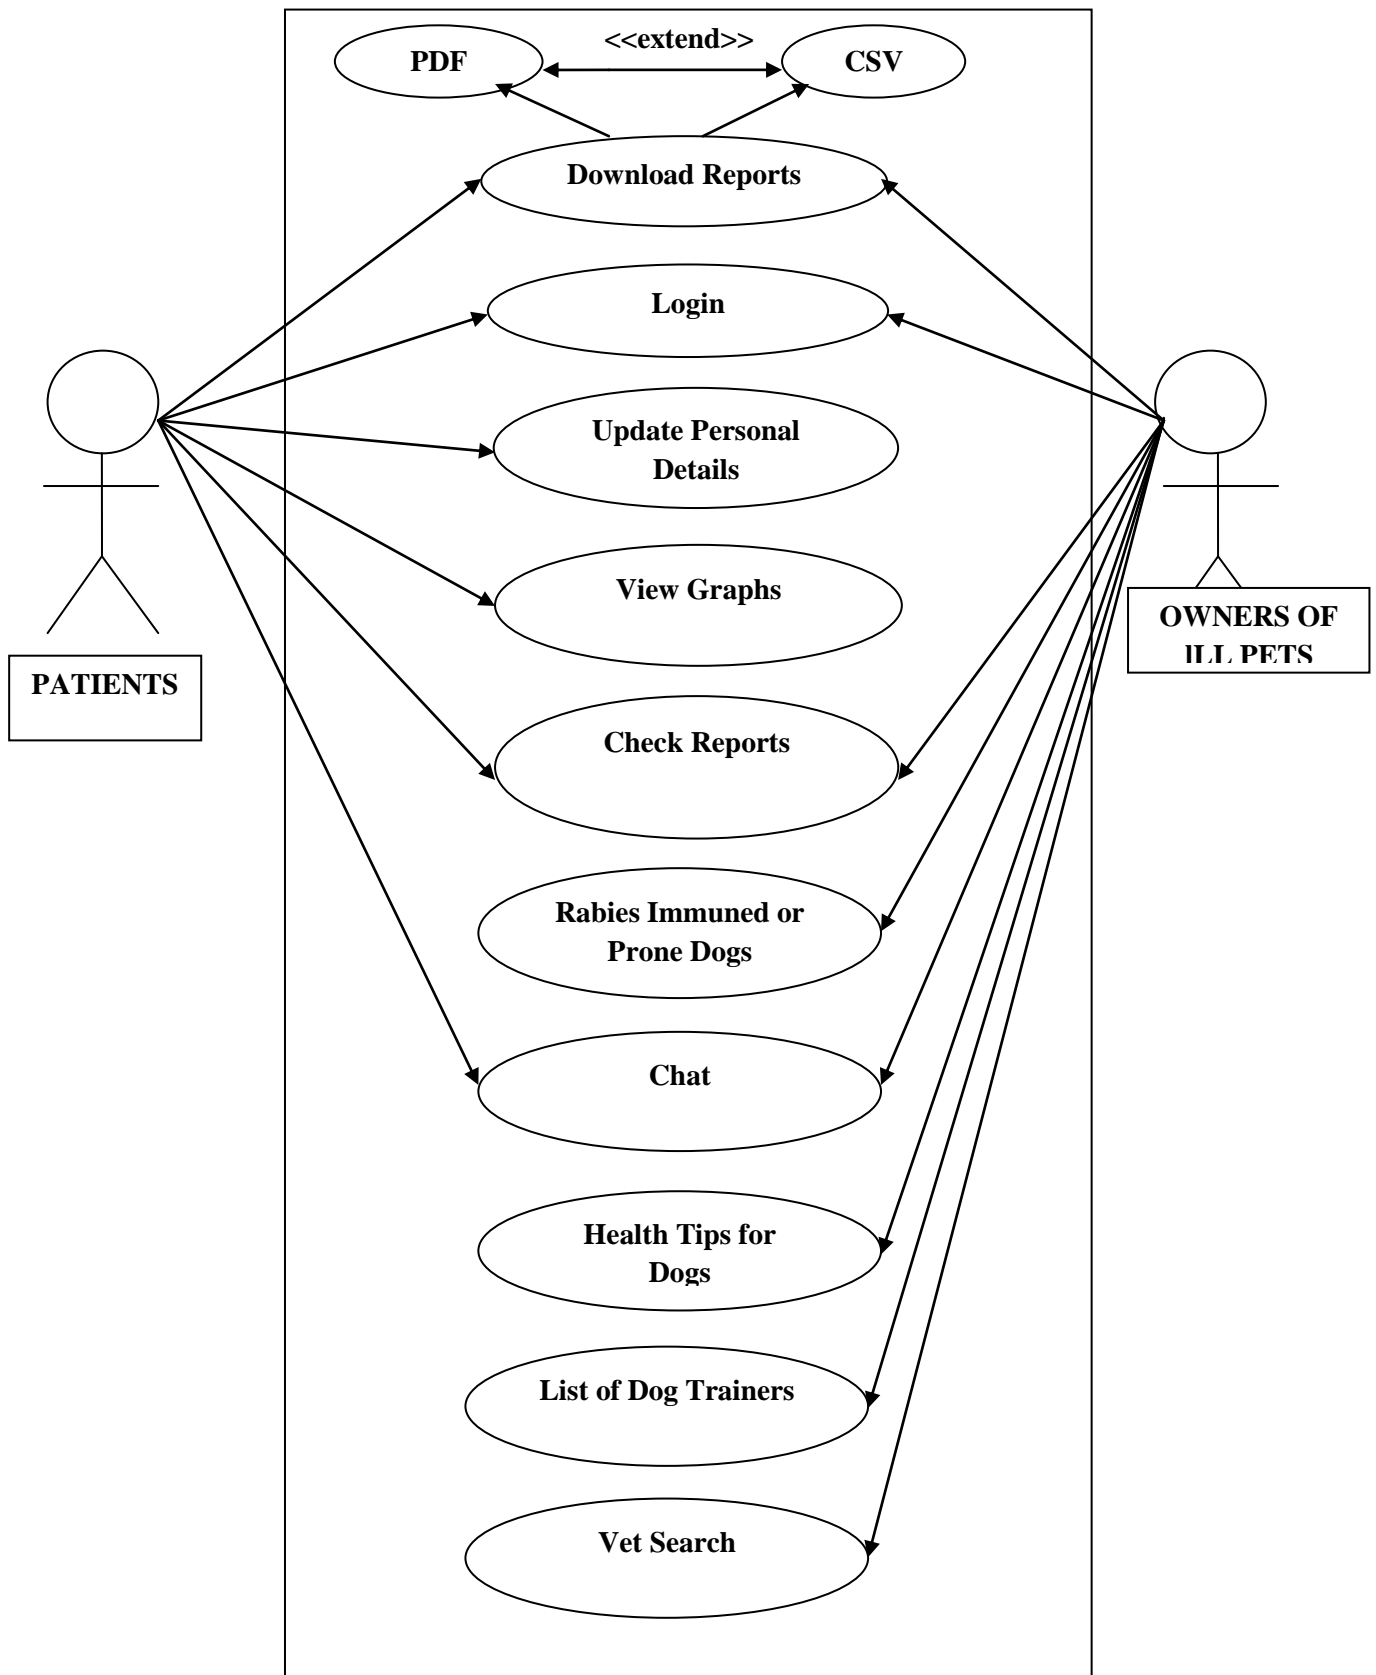 <<extend>>
PDF
CSV
Download Reports
Login
Update Personal
Details
View Graphs
OWNERS OF
ILL PETS
PATIENTS
Check Reports
Rabies Immuned or
Prone Dogs
Chat
Health Tips for
Dogs
List of Dog Trainers
Vet Search